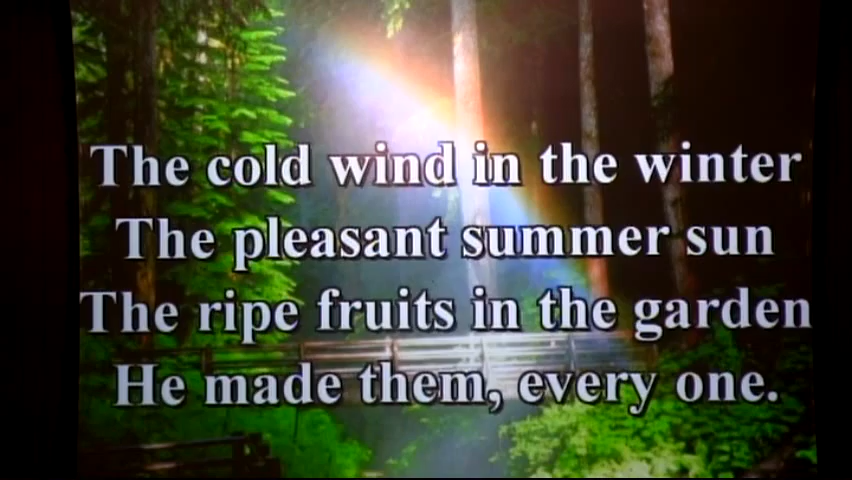 The cold wind in the winter
The pleasant summer sun
The ripe fruits in the garden
He made them, every one.